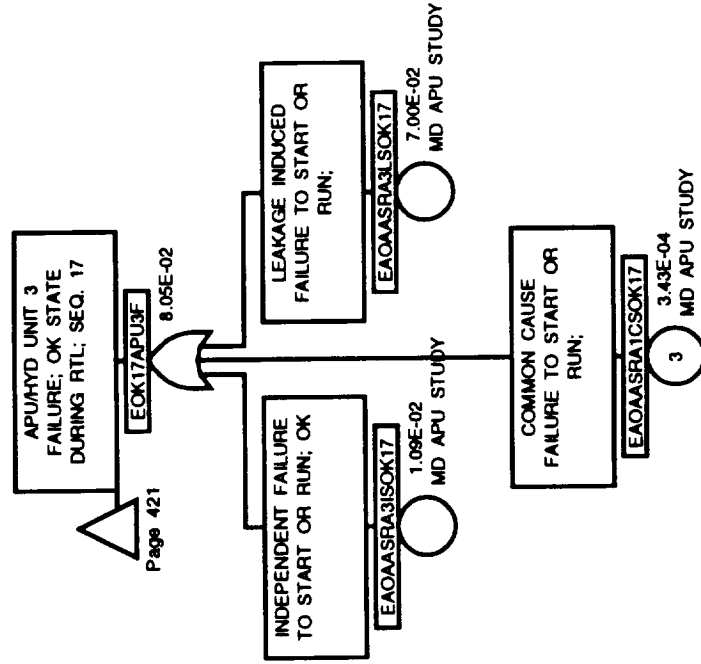 APU/HYD UNIT 3
FAILURE; OK STATE
DURING RTL; SEQ. 17
EOK17APU3F
8.05E-02
Page 421
INDEPENDENT FAILURE
TO START OR RUN; OK
EAOAASRA3ISOK17
1.09E-02
MD APU STUDY
LEAKAGE INDUCED
FAILURE TO START OR
RUN;
EAOAASRA3LSOK17
7.00E-02
MD APU STUDY
COMMON CAUSE
FAILURE TO START OR
RUN;
EAOAASRA1CSOK17
3
3.43E-04
MD APU STUDY